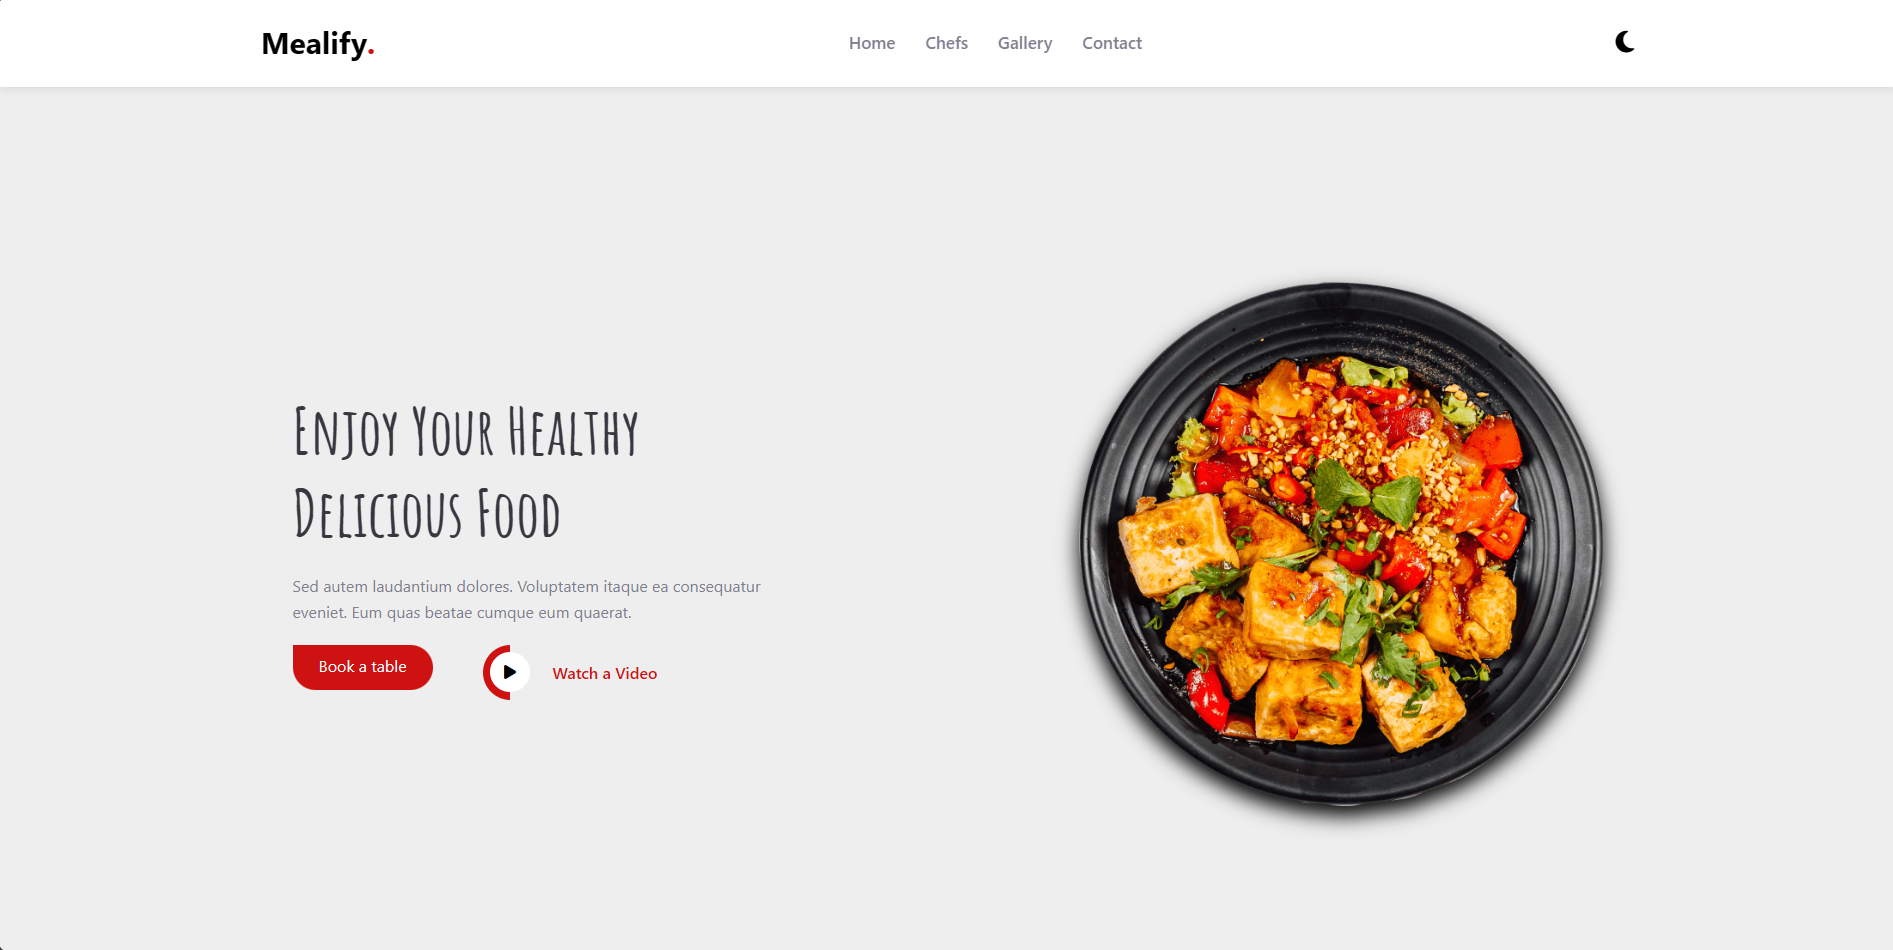 Mealify.
Home Chefs Gallery Contact
Enjoy Your Healthy
Delicious Food
Sed autem laudantium dolores. Voluptatem itaque ea consequatur
eveniet. Eum quas beatae cumque eum quaerat.
Book a table
Watch a Video